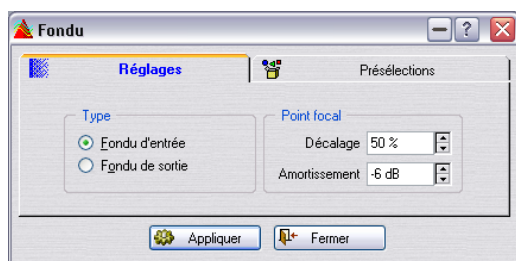 Fondu
Réglages
Présélections
Type
Fondu d'entrée
Fondu de sortie
Point focal
Décalage 50 %
Amortissement -6 dB
Appliquer
Fermer